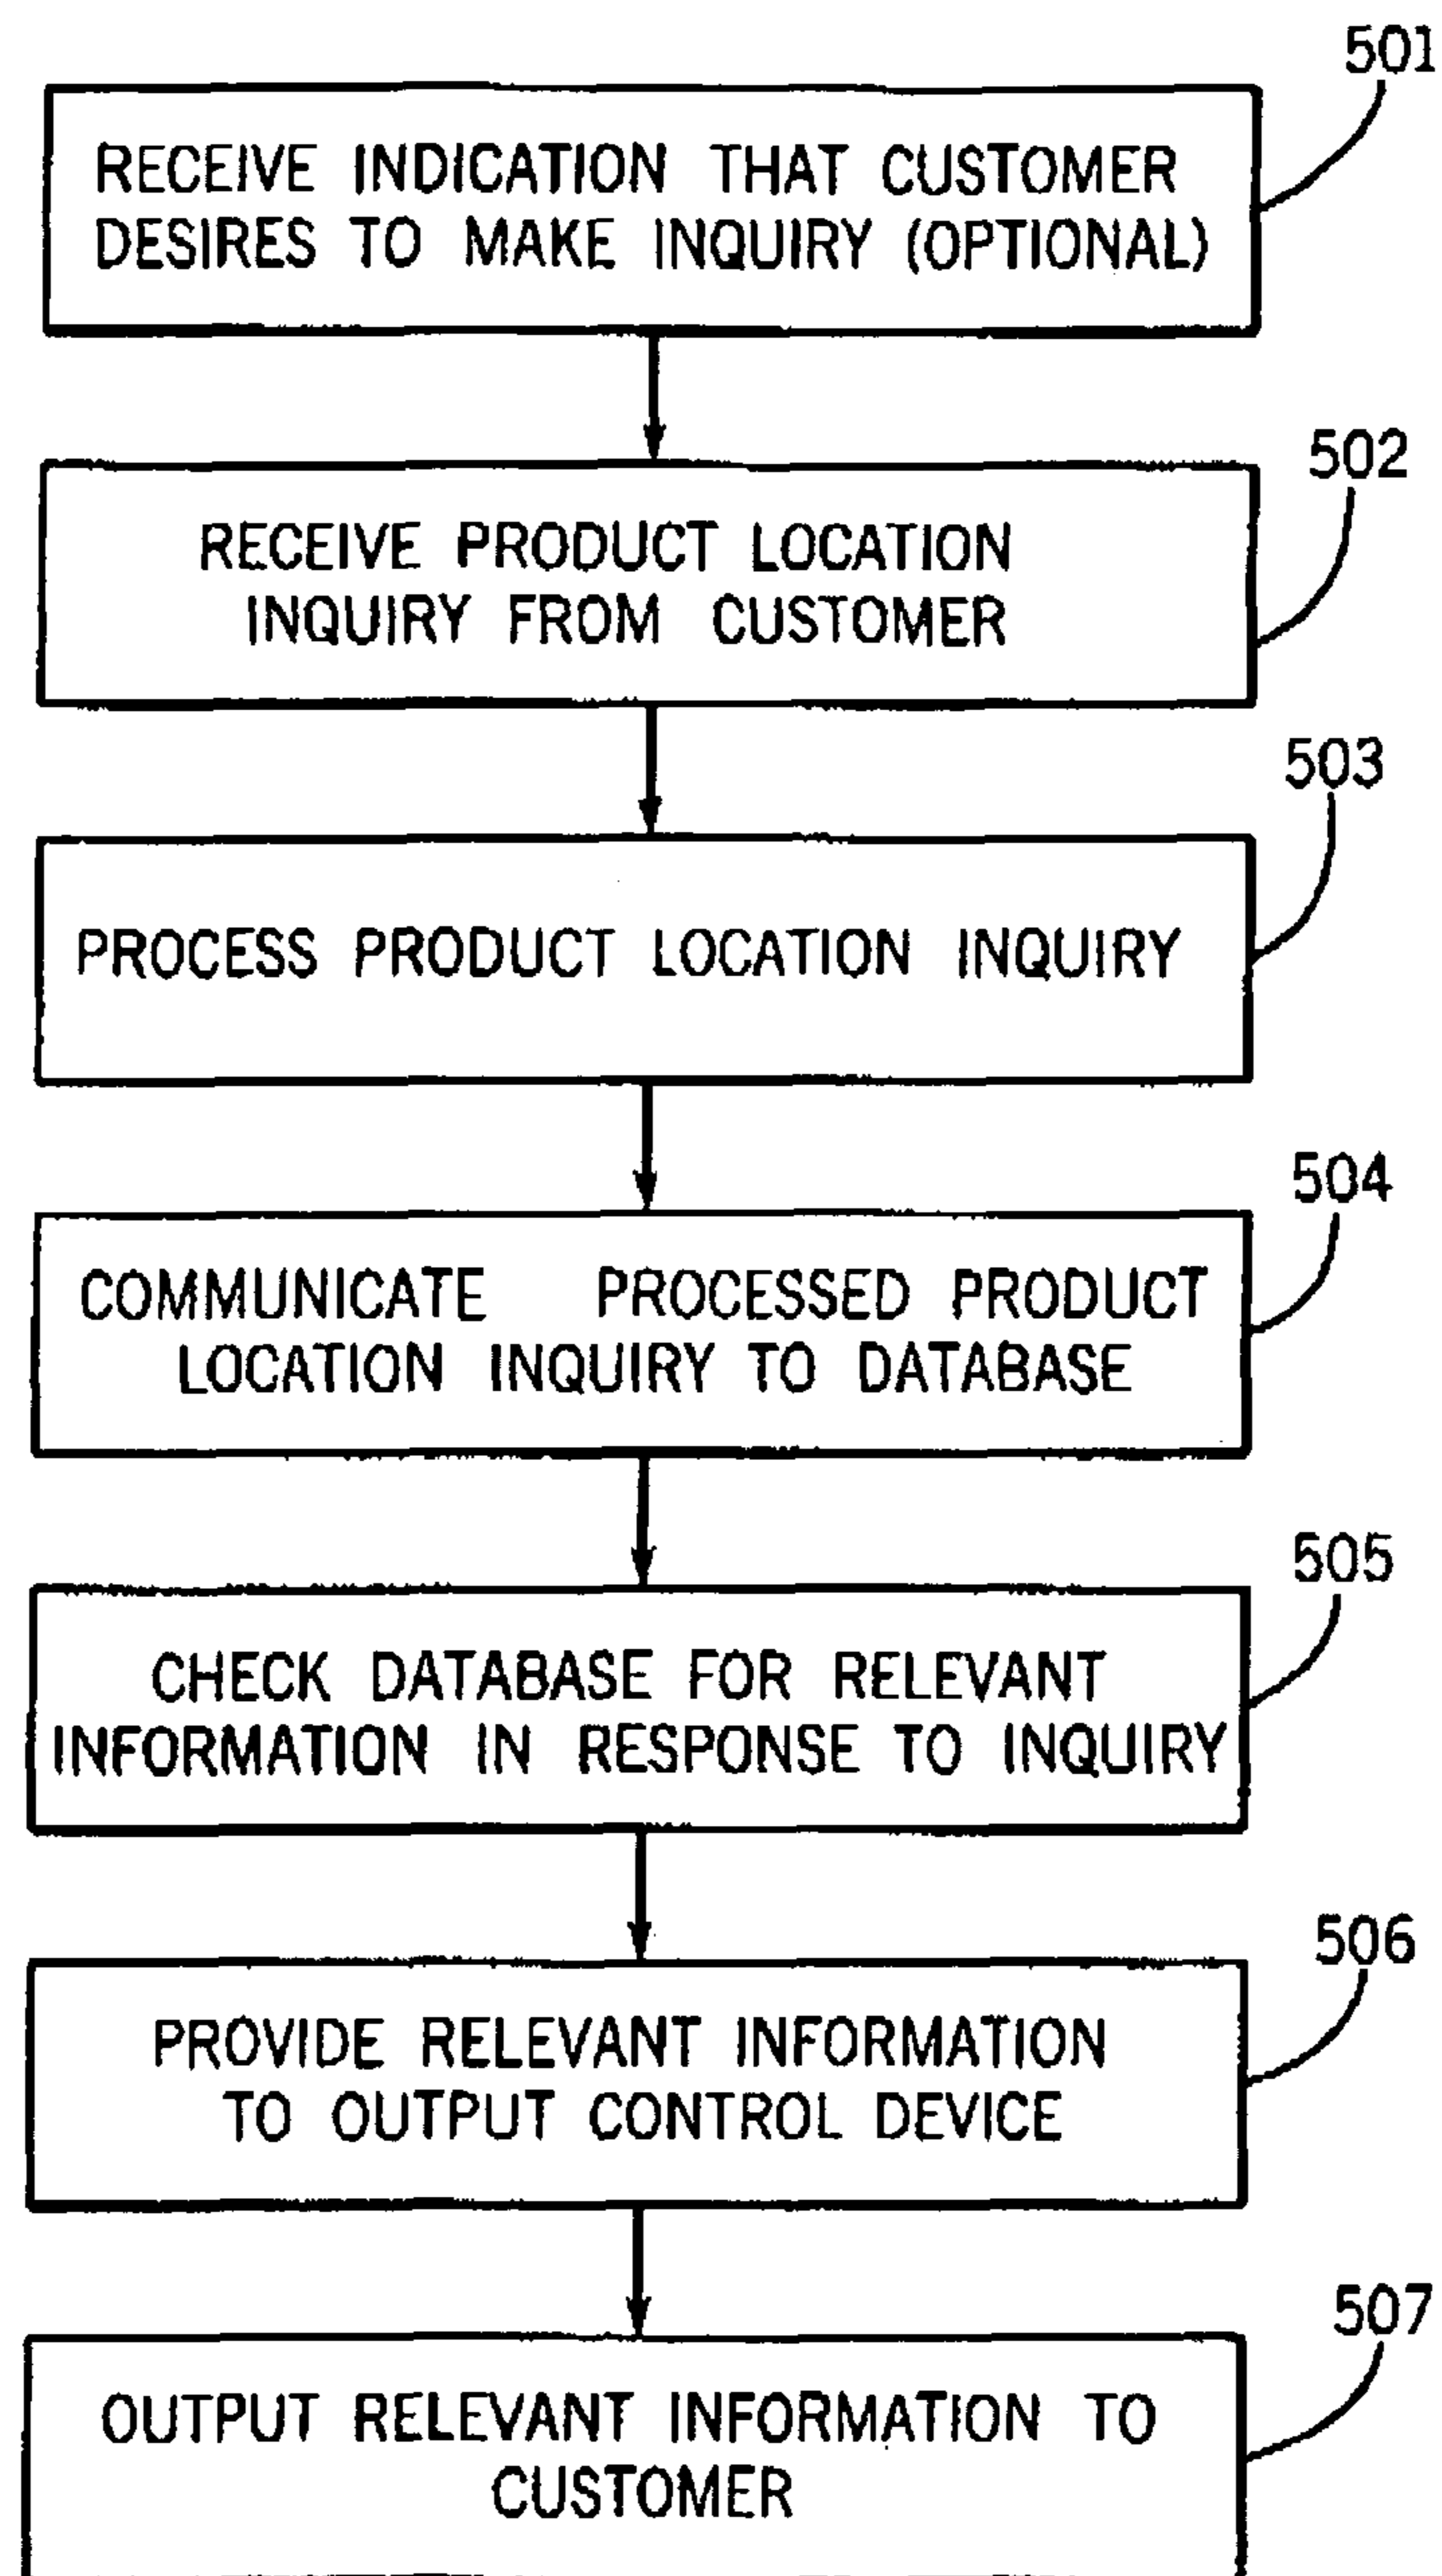 501
RECEIVE INDICATION THAT CUSTOMER
DESIRES TO MAKE INQUIRY (OPTIONAL)
502
RECEIVE PRODUCT LOCATION
INQUIRY FROM CUSTOMER
503
PROCESS PRODUCT LOCATION INQUIRY
504
COMMUNICATE PROCESSED PRODUCT
LOCATION INQUIRY TO DATABASE
505
CHECK DATABASE FOR RELEVANT
INFORMATION IN RESPONSE TO INQUIRY
506
PROVIDE RELEVANT INFORMATION
TO OUTPUT CONTROL DEVICE
507
OUTPUT RELEVANT INFORMATION TO
CUSTOMER